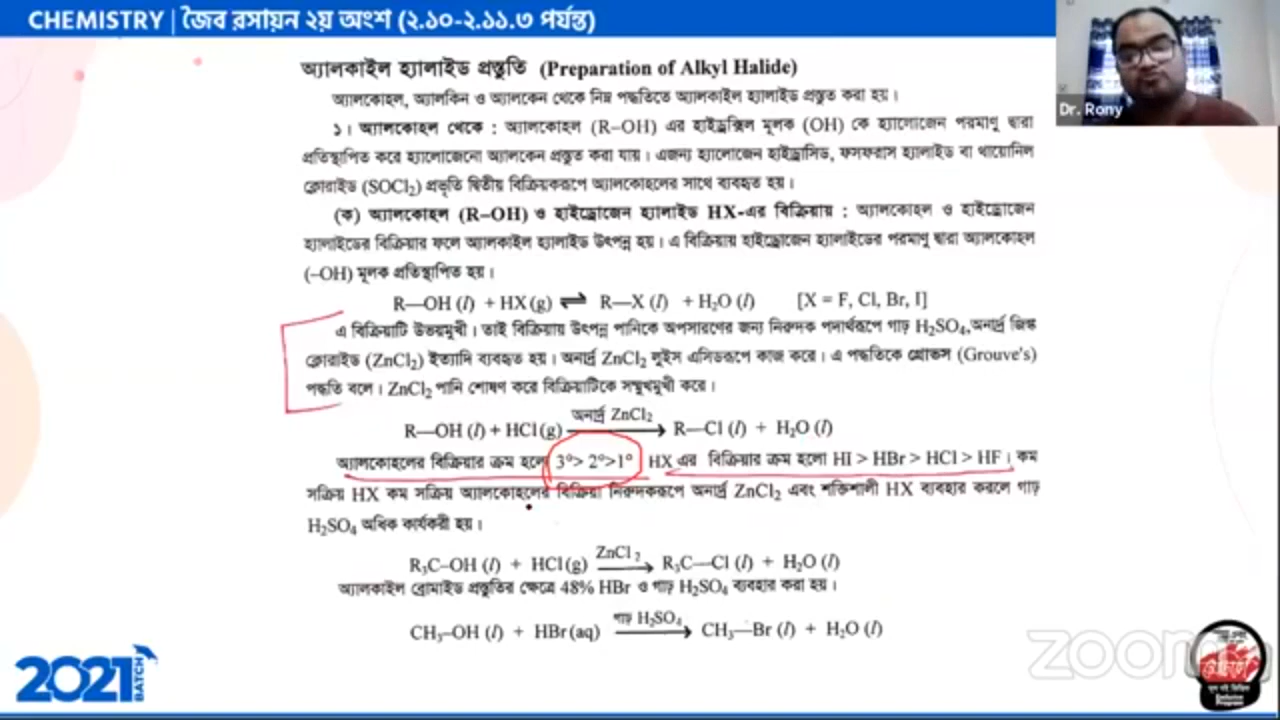 CHEMISTRY | জৈব রসায়ন ২য় অংশ (২.১০-২.১১.৩ পর্যন্ত)
Dr. Rony
অ্যালকাইল হ্যালাইড প্রস্তুতি (Preparation of Alkyl Halide)
অ্যালকোহল, অ্যালকিন ও অ্যালকেন থেকে নিম্ন পদ্ধতিতে অ্যালকাইল হ্যালাইড প্রস্তুত করা হয়।
১। অ্যালকোহল থেকে : অ্যালকোহল (R–OH) এর হাইড্রক্সিল মূলক (OH) কে হ্যালোজেন পরমাণু দ্বারা
প্রতিস্থাপিত করে হ্যালোজেনো অ্যালকেন প্রস্তুত করা যায়। এজন্য হ্যালোজেন হাইড্রাসিড, ফসফরাস হ্যালাইড বা থায়োনিল
ক্লোরাইড (SOCl₂) প্রভৃতি দ্বিতীয় বিক্রিয়করূপে অ্যালকোহলের সাথে ব্যবহৃত হয়।
(ক) অ্যালকোহল (R–OH) ও হাইড্রোজেন হ্যালাইড HX-এর বিক্রিয়ায় : অ্যালকোহল ও হাইড্রোজেন
হ্যালাইডের বিক্রিয়ার ফলে অ্যালকাইল হ্যালাইড উৎপন্ন হয়। এ বিক্রিয়ায় হাইড্রোজেন হ্যালাইডের পরমাণু দ্বারা অ্যালকোহল
(–OH) মূলক প্রতিস্থাপিত হয়।
R—OH (l) + HX (g) ⇌ R—X (l) + H₂O (l) [X = F, Cl, Br, I]
এ বিক্রিয়াটি উভয়মুখী। তাই বিক্রিয়ায় উৎপন্ন পানিকে অপসারণের জন্য নিরুদক পদার্থরূপে গাঢ় H₂SO₄, অনার্দ্র জিঙ্ক
ক্লোরাইড (ZnCl₂) ইত্যাদি ব্যবহৃত হয়। অনার্দ্র ZnCl₂ লুইস এসিডরূপে কাজ করে। এ পদ্ধতিকে গ্রোভস (Grouve's)
পদ্ধতি বলে। ZnCl₂ পানি শোষণ করে বিক্রিয়াটিকে সম্মুখমুখী করে।
অনার্দ্র ZnCl₂
R—OH (l) + HCl (g) ⟶ R—Cl (l) + H₂O (l)
অ্যালকোহলের বিক্রিয়ার ক্রম হলো 3°> 2°>1° HX এর বিক্রিয়ার ক্রম হলো HI > HBr > HCl > HF। কম
সক্রিয় HX কম সক্রিয় অ্যালকোহলের বিক্রিয়া নিরুদকরূপে অনার্দ্র ZnCl₂ এবং শক্তিশালী HX ব্যবহার করলে গাঢ়
H₂SO₄ অধিক কার্যকরী হয়।
ZnCl₂
R₃C–OH (l) + HCl (g) ⟶ R₃C—Cl (l) + H₂O (l)
অ্যালকাইল ব্রোমাইড প্রস্তুতির ক্ষেত্রে 48% HBr ও গাঢ় H₂SO₄ ব্যবহার করা হয়।
গাঢ় H₂SO₄
CH₃–OH (l) + HBr (aq) ⟶ CH₃—Br (l) + H₂O (l)
2021 BATCH
zoom